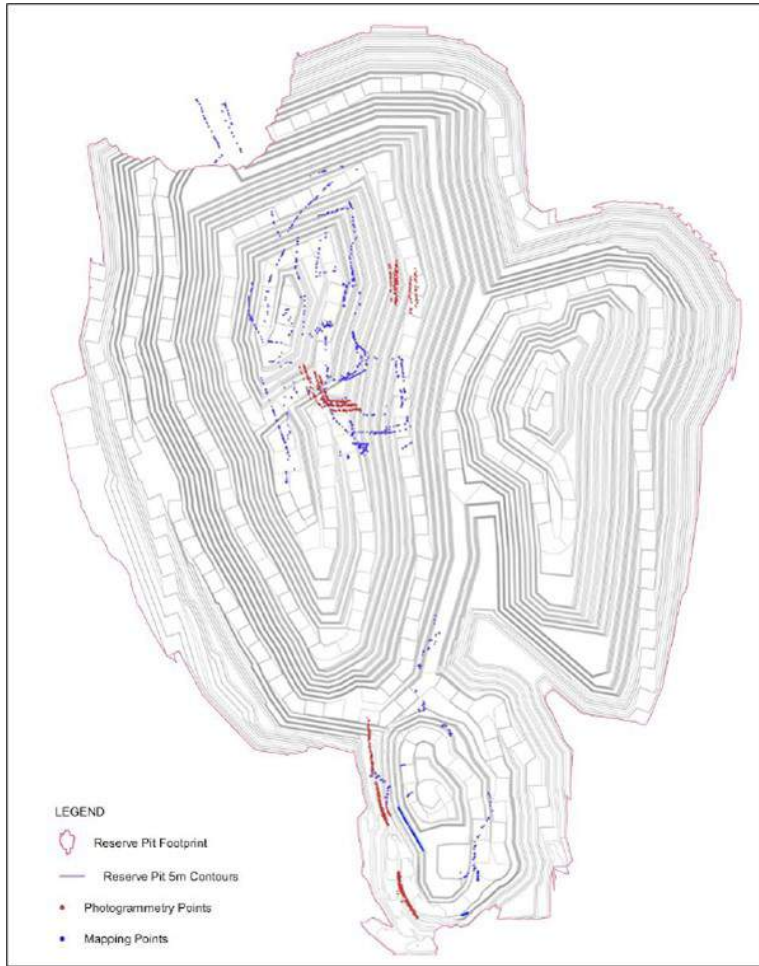 LEGEND
Reserve Pit Footprint
Reserve Pit 5m Contours
Photogrammetry Points
Mapping Points